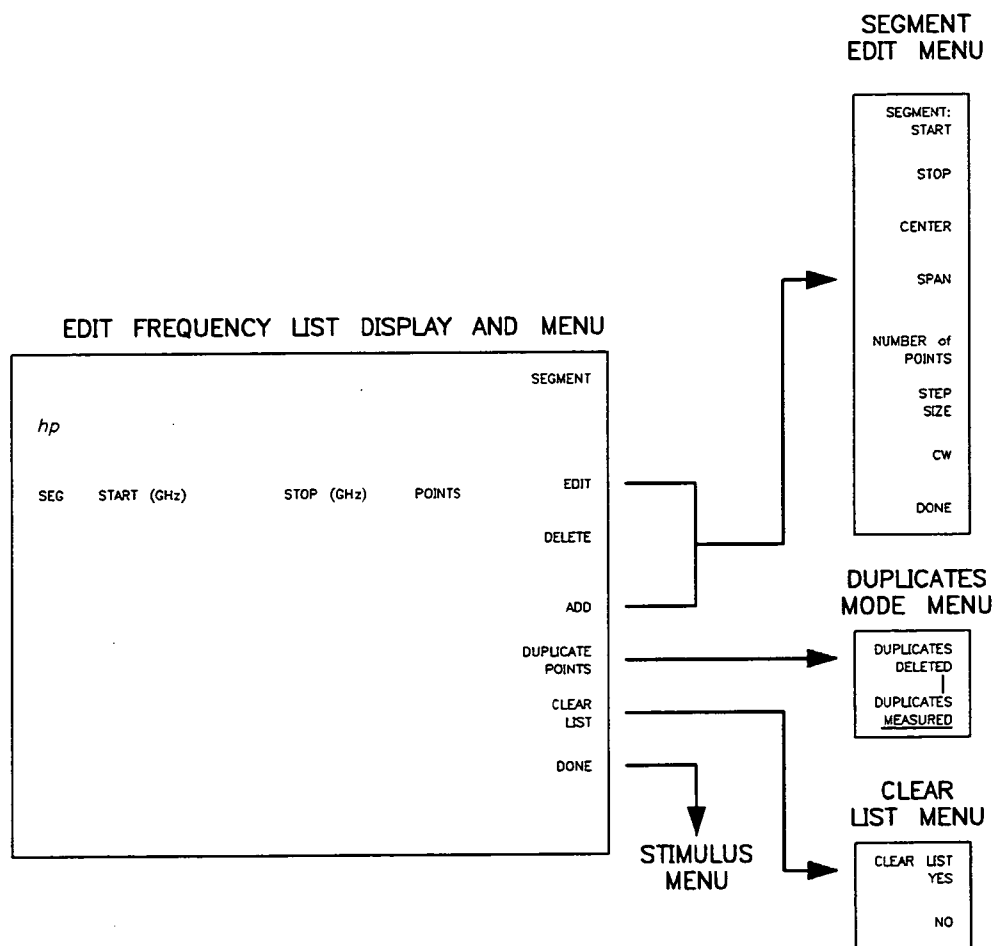 SEGMENT
EDIT MENU
SEGMENT:
START
STOP
CENTER
SPAN
NUMBER of
POINTS
STEP
SIZE
CW
DONE
EDIT FREQUENCY LIST DISPLAY AND MENU
SEGMENT
hp
SEG START (GHz) STOP (GHz) POINTS
EDIT
DELETE
ADD
DUPLICATE
POINTS
CLEAR
LIST
DONE
STIMULUS
MENU
DUPLICATES
MODE MENU
DUPLICATES
DELETED
DUPLICATES
MEASURED
CLEAR
LIST MENU
CLEAR LIST
YES
NO